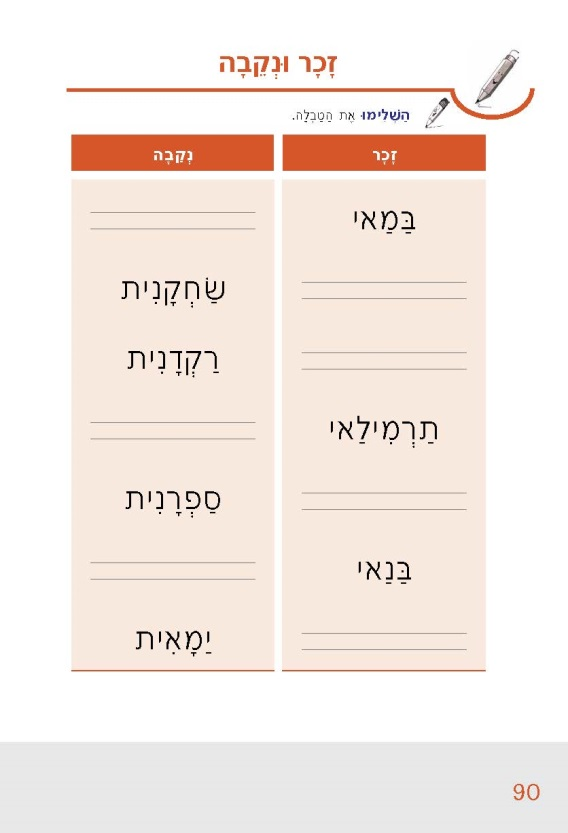 זָכָר וּנְקֵבָה
הַשְׁלִימוּ אֶת הַטַּבְלָה.
זָכָר
נְקֵבָה
בַּמַאי
שַׂחְקָנִית
רַקְדָנִית
תַרְמִילַאי
סַפְרָנִית
בַּנַאי
יַמָאִית
90